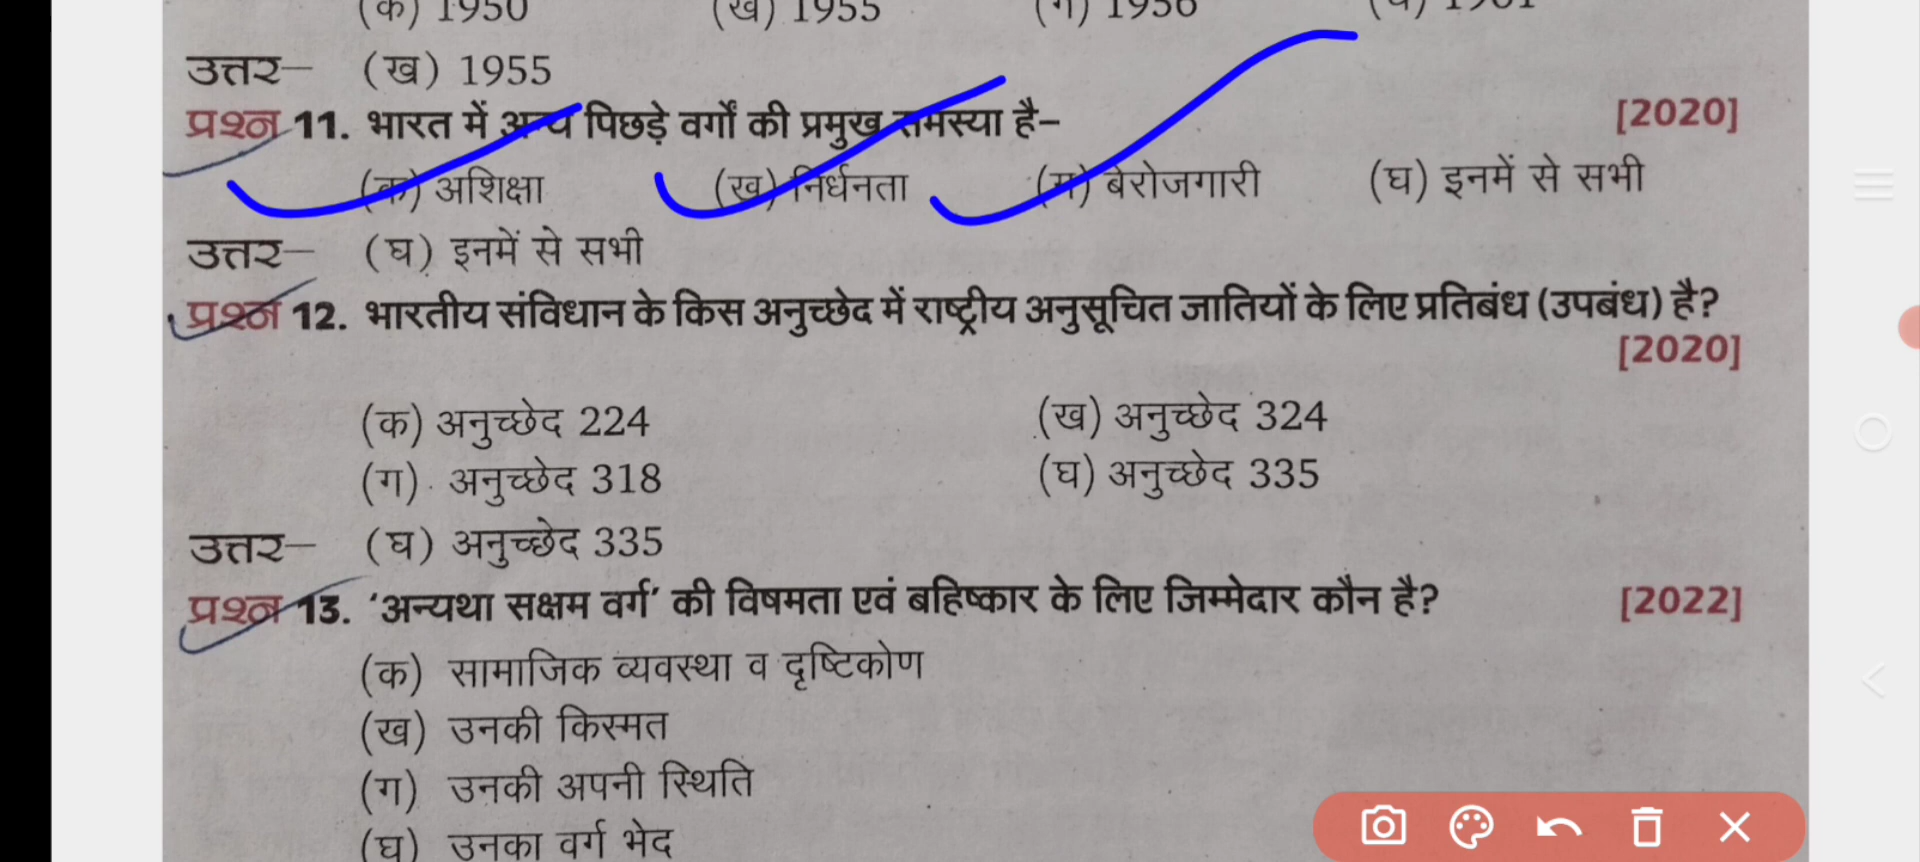 (क) 1950 (ख) 1955 (ग) 1956
उत्तर— (ख) 1955
प्रश्न 11. भारत में अन्य पिछड़े वर्गों की प्रमुख समस्या है– [2020]
(क) अशिक्षा (ख) निर्धनता (ग) बेरोजगारी (घ) इनमें से सभी
उत्तर— (घ) इनमें से सभी
प्रश्न 12. भारतीय संविधान के किस अनुच्छेद में राष्ट्रीय अनुसूचित जातियों के लिए प्रतिबंध (उपबंध) है?
[2020]
(क) अनुच्छेद 224 (ख) अनुच्छेद 324
(ग) अनुच्छेद 318 (घ) अनुच्छेद 335
उत्तर— (घ) अनुच्छेद 335
प्रश्न 13. ‘अन्यथा सक्षम वर्ग’ की विषमता एवं बहिष्कार के लिए जिम्मेदार कौन है? [2022]
(क) सामाजिक व्यवस्था व दृष्टिकोण
(ख) उनकी किस्मत
(ग) उनकी अपनी स्थिति
(घ) उनका वर्ग भेद